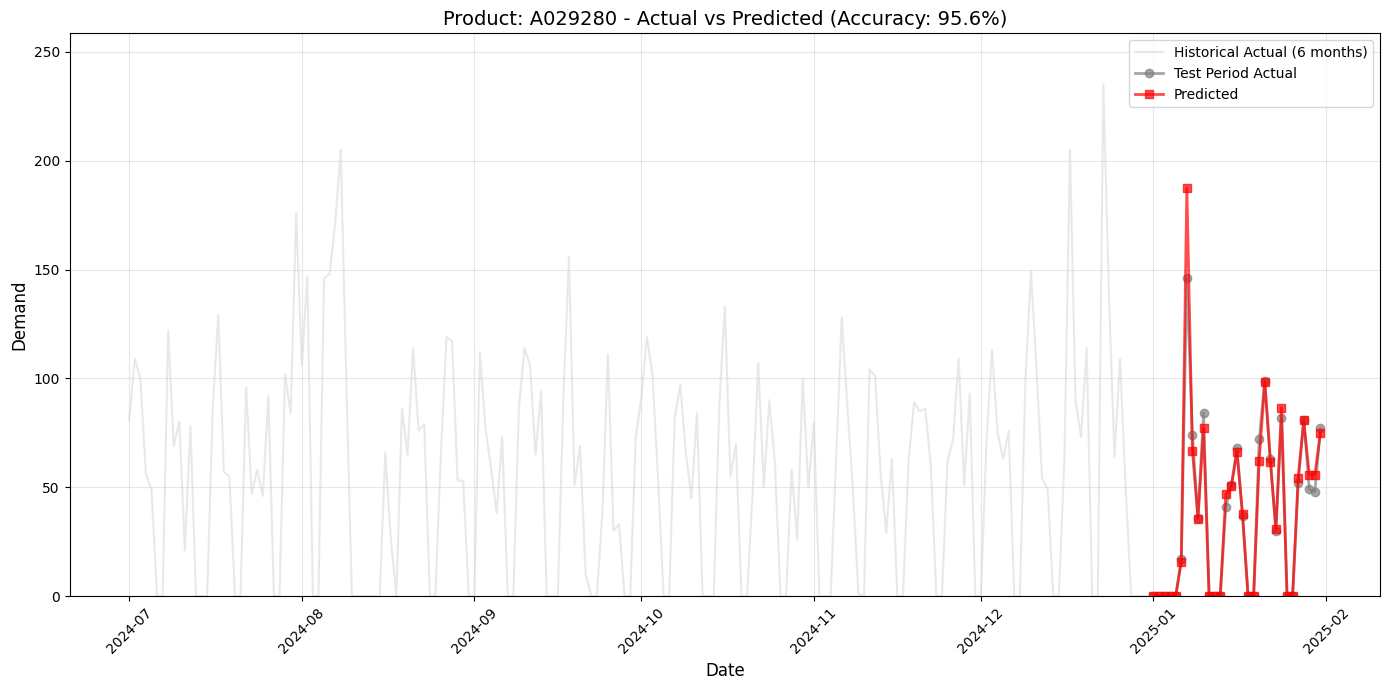 Product: A029280 - Actual vs Predicted (Accuracy: 95.6%)
Historical Actual (6 months)
Test Period Actual
Predicted
250
200
150
100
50
0
Demand
2024-07
2024-08
2024-09
2024-10
2024-11
2024-12
2025-01
2025-02
Date